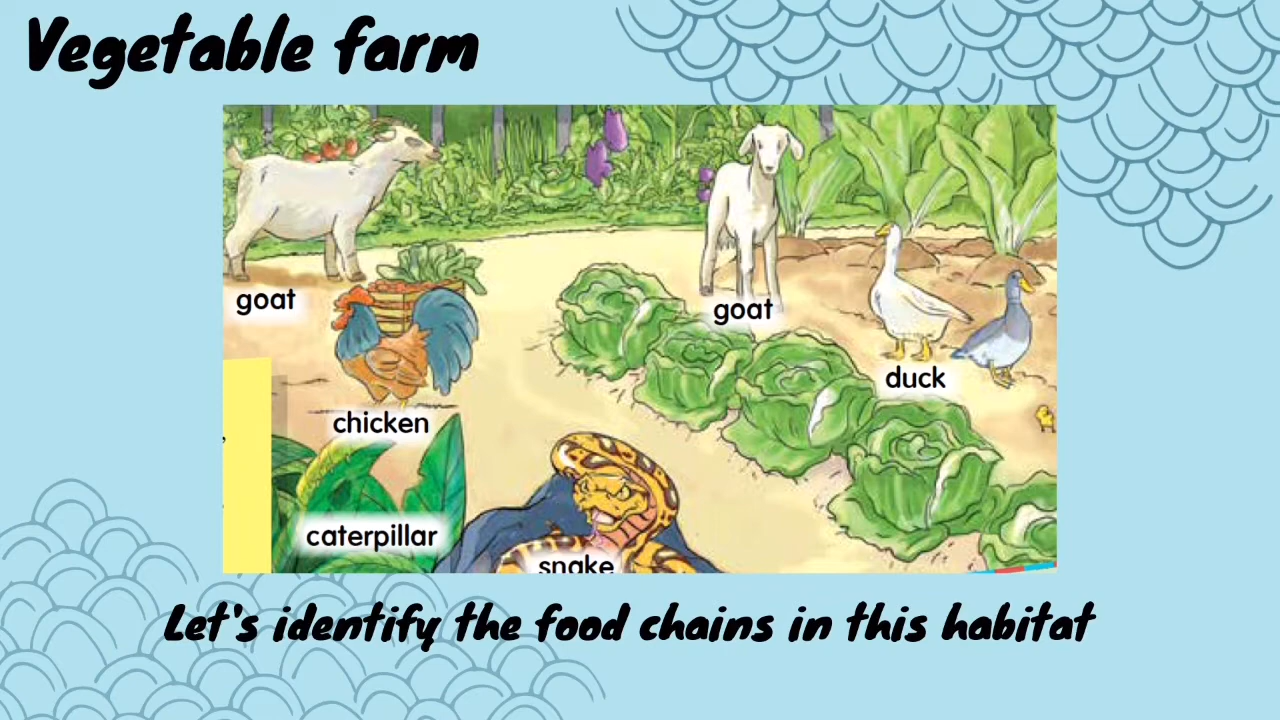 Vegetable farm
goat
goat
duck
chicken
caterpillar
snake
Let's identify the food chains in this habitat